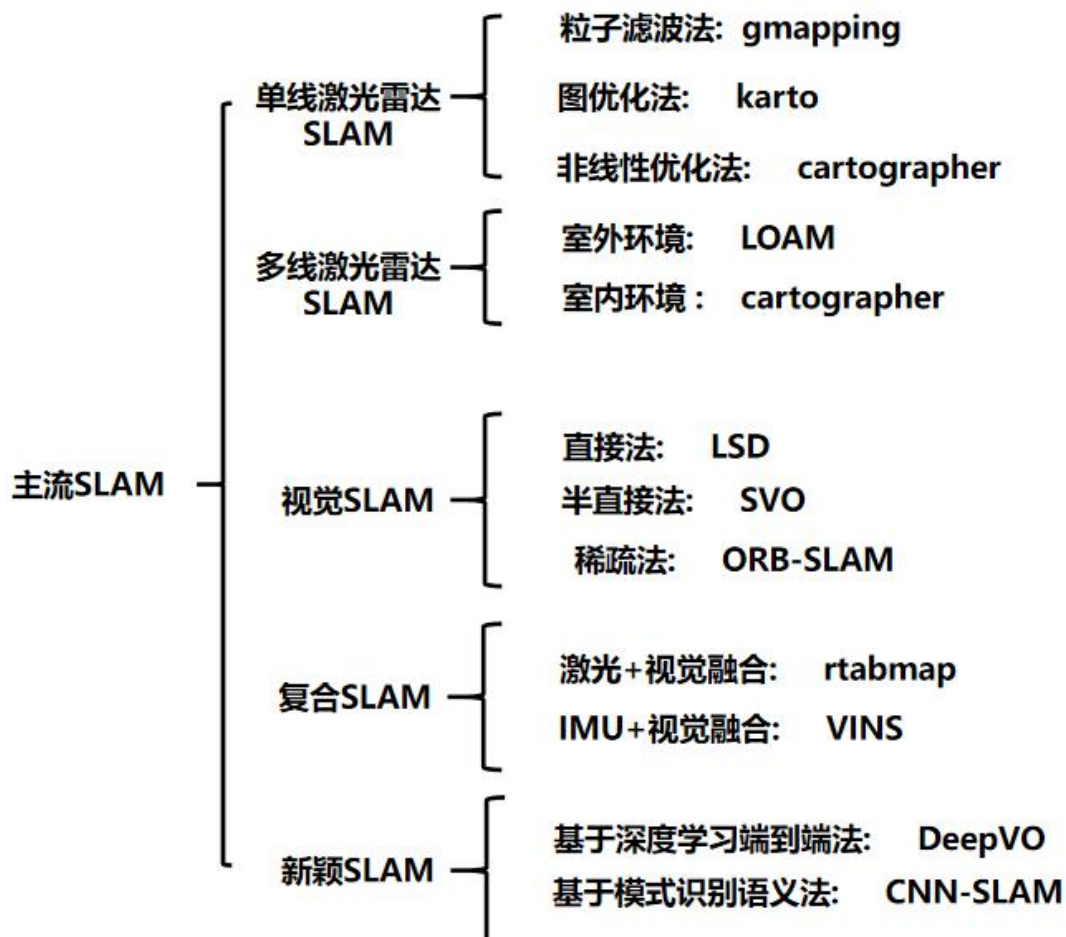 主流SLAM
单线激光雷达
SLAM
粒子滤波法: gmapping
图优化法: karto
非线性优化法: cartographer
多线激光雷达
SLAM
室外环境: LOAM
室内环境: cartographer
视觉SLAM
直接法: LSD
半直接法: SVO
稀疏法: ORB-SLAM
复合SLAM
激光+视觉融合: rtabmap
IMU+视觉融合: VINS
新颖SLAM
基于深度学习端到端法: DeepVO
基于模式识别语义法: CNN-SLAM